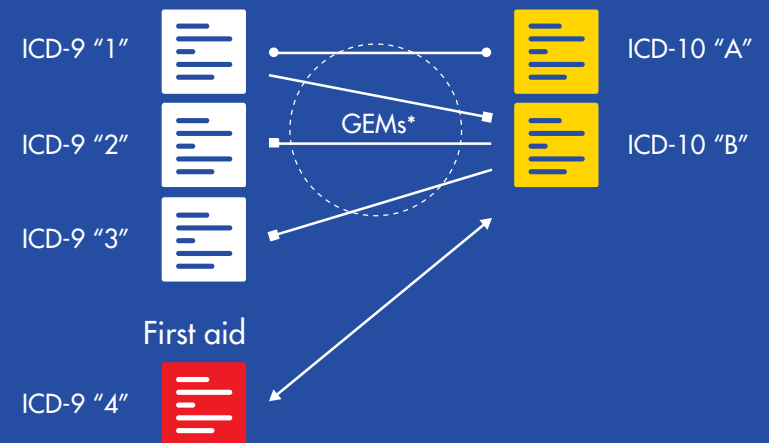 ICD-9 “1”
ICD-10 “A”
GEMs*
ICD-9 “2”
ICD-10 “B”
ICD-9 “3”
First aid
ICD-9 “4”